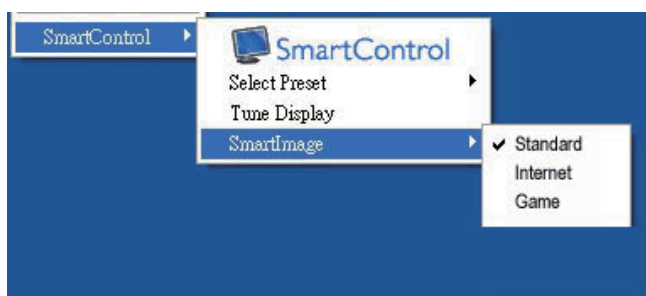 SmartControl
SmartControl
Select Preset
Tune Display
SmartImage
Standard
Internet
Game